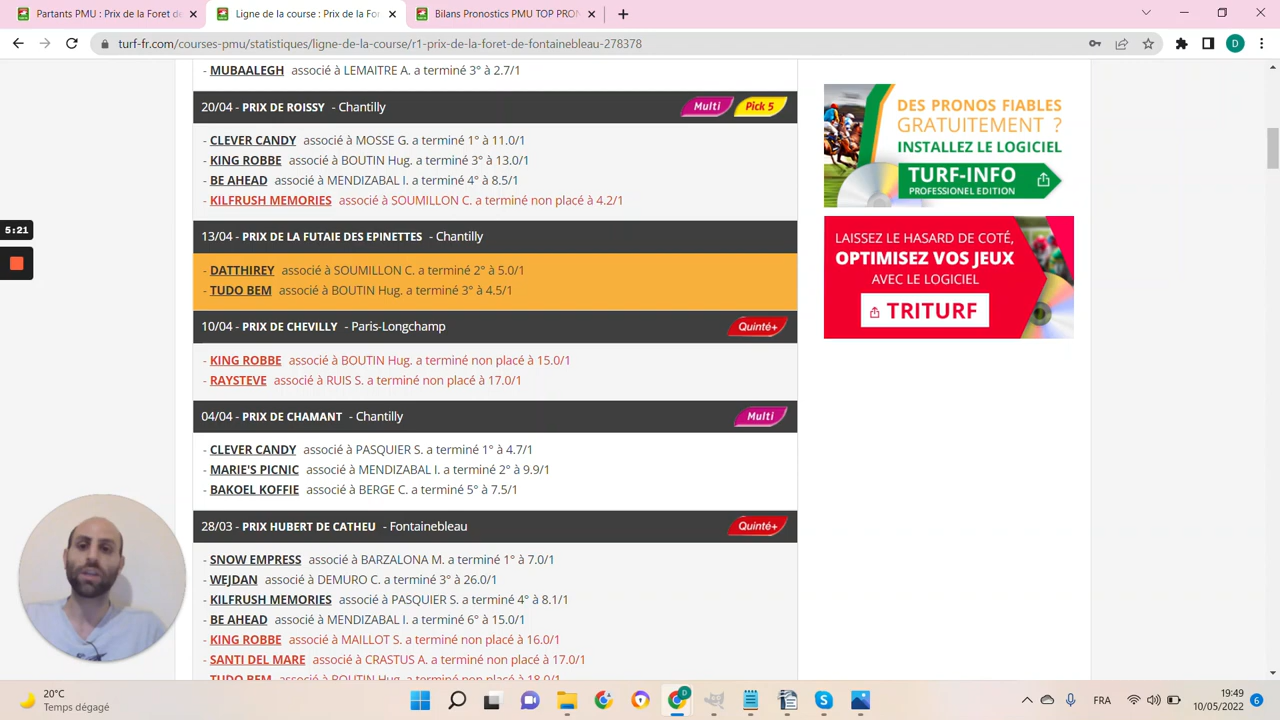 Partants PMU : Prix de la Foret de
Ligne de la course : Prix de la For
Bilans Pronostics PMU TOP PRON
turf-fr.com/courses-pmu/statistiques/ligne-de-la-course/r1-prix-de-la-foret-de-fontainebleau-278378
D
- MUBAALEGH associé à LEMAITRE A. a terminé 3° à 2.7/1
20/04 - PRIX DE ROISSY - Chantilly Multi Pick 5
- CLEVER CANDY associé à MOSSE G. a terminé 1° à 11.0/1
- KING ROBBE associé à BOUTIN Hug. a terminé 3° à 13.0/1
- BE AHEAD associé à MENDIZABAL I. a terminé 4° à 8.5/1
- KILFRUSH MEMORIES associé à SOUMILLON C. a terminé non placé à 4.2/1
13/04 - PRIX DE LA FUTAIE DES EPINETTES - Chantilly
- DATTHIREY associé à SOUMILLON C. a terminé 2° à 5.0/1
- TUDO BEM associé à BOUTIN Hug. a terminé 3° à 4.5/1
10/04 - PRIX DE CHEVILLY - Paris-Longchamp Quinté+
- KING ROBBE associé à BOUTIN Hug. a terminé non placé à 15.0/1
- RAYSTEVE associé à RUIS S. a terminé non placé à 17.0/1
04/04 - PRIX DE CHAMANT - Chantilly Multi
- CLEVER CANDY associé à PASQUIER S. a terminé 1° à 4.7/1
- MARIE'S PICNIC associé à MENDIZABAL I. a terminé 2° à 9.9/1
- BAKOEL KOFFIE associé à BERGE C. a terminé 5° à 7.5/1
28/03 - PRIX HUBERT DE CATHEU - Fontainebleau Quinté+
- SNOW EMPRESS associé à BARZALONA M. a terminé 1° à 7.0/1
- WEJDAN associé à DEMURO C. a terminé 3° à 26.0/1
- KILFRUSH MEMORIES associé à PASQUIER S. a terminé 4° à 8.1/1
- BE AHEAD associé à MENDIZABAL I. a terminé 6° à 15.0/1
- KING ROBBE associé à MAILLOT S. a terminé non placé à 16.0/1
- SANTI DEL MARE associé à CRASTUS A. a terminé non placé à 17.0/1
- TUDO BEM associé à BOUTIN Hug. a terminé non placé à 18.0/1
DES PRONOS FIABLES
GRATUITEMENT ?
INSTALLEZ LE LOGICIEL
TURF-INFO
PROFESSIONEL EDITION
LAISSEZ LE HASARD DE COTÉ,
OPTIMISEZ VOS JEUX
AVEC LE LOGICIEL
TRITURF
5:21
20°C
Temps dégagé
D
FRA
19:49
10/05/2022
6